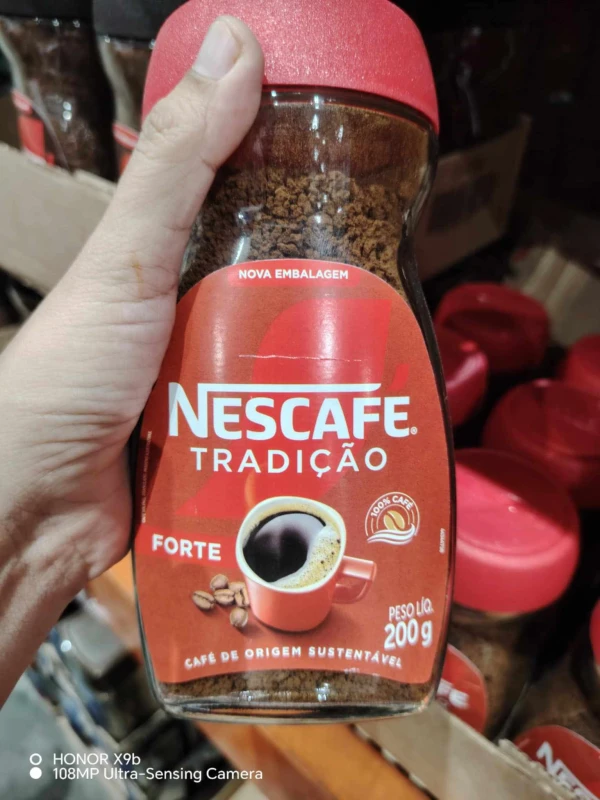 NOVA EMBALAGEM
NESCAFÉ®
TRADIÇÃO
100% CAFÉ
FORTE
PESO LÍQ.
200g
CAFÉ DE ORIGEM SUSTENTÁVEL
HONOR X9b
108MP Ultra-Sensing Camera